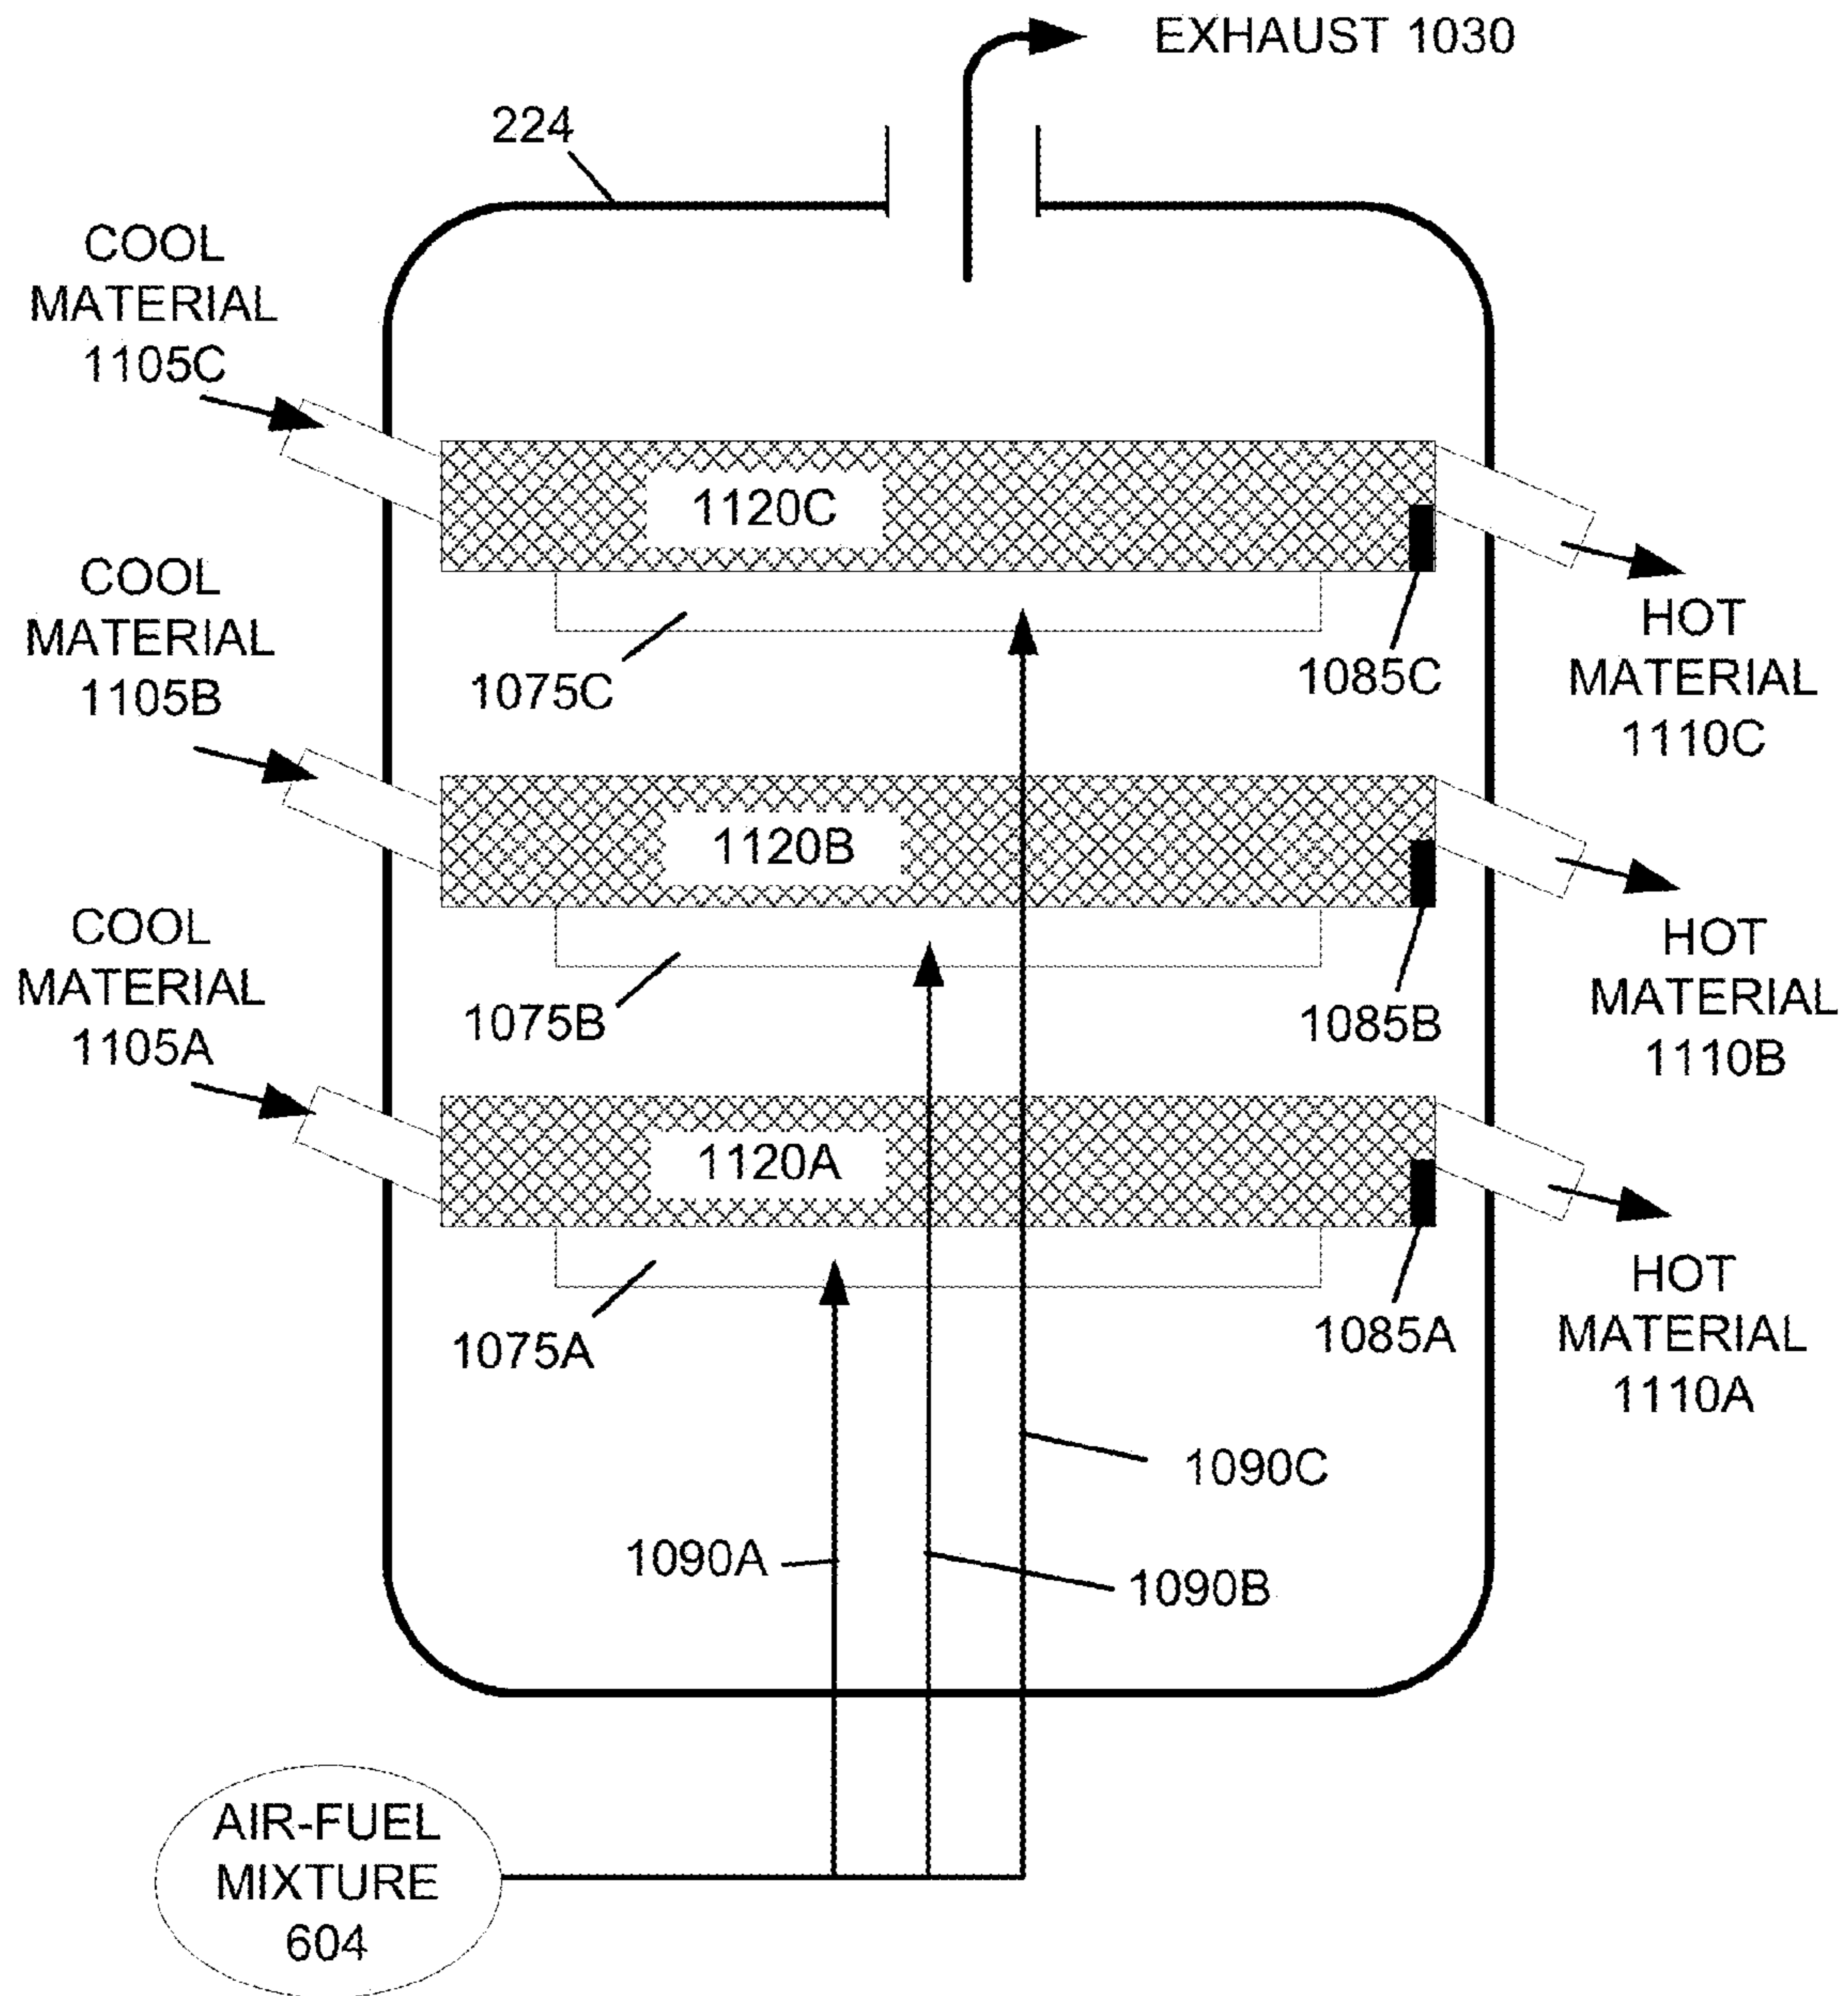 EXHAUST 1030
224
COOL
MATERIAL
1105C
1120C
1075C
1085C
HOT
MATERIAL
1110C
COOL
MATERIAL
1105B
1120B
1075B
1085B
HOT
MATERIAL
1110B
COOL
MATERIAL
1105A
1120A
1075A
1085A
HOT
MATERIAL
1110A
1090C
1090A
1090B
AIR-FUEL
MIXTURE
604